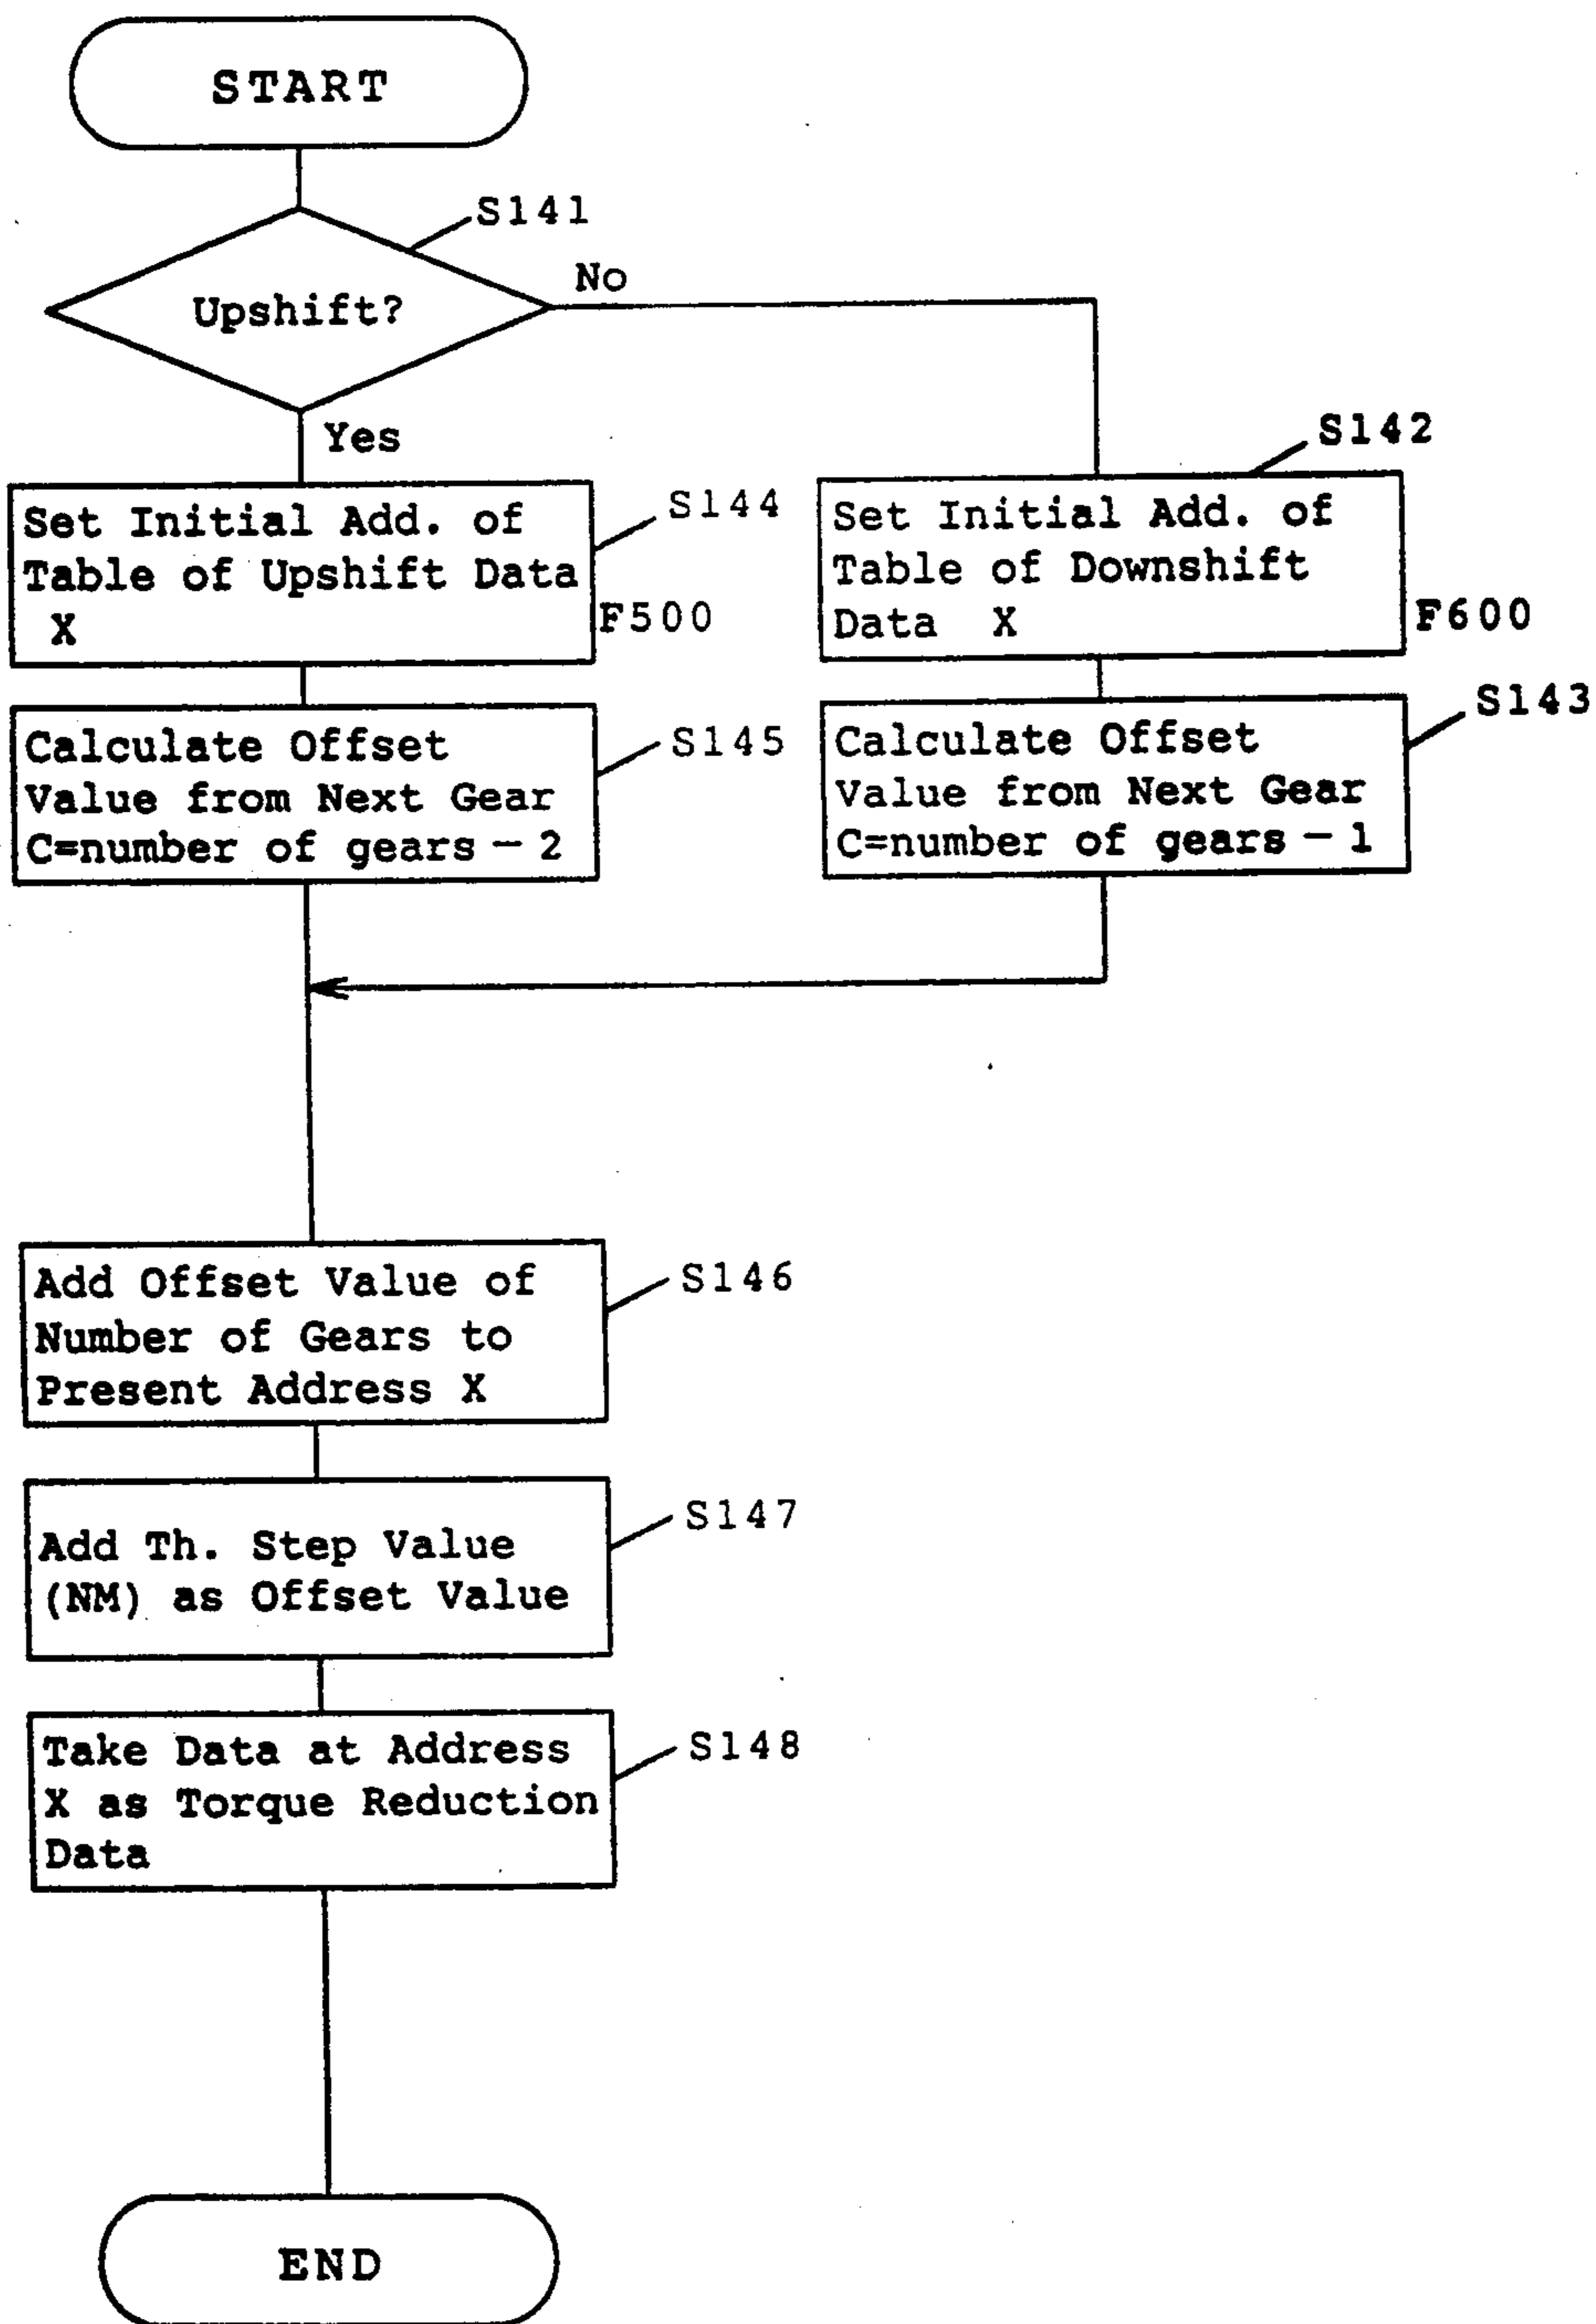 START
S141
Upshift?
No
Yes
Set Initial Add. of
Table of Upshift Data
X
S144
F500
S142
Set Initial Add. of
Table of Downshift
Data X
F600
Calculate Offset
Value from Next Gear
C=number of gears - 2
S145
Calculate Offset
Value from Next Gear
C=number of gears - 1
S143
Add Offset Value of
Number of Gears to
Present Address X
S146
Add Th. Step Value
(NM) as Offset Value
S147
Take Data at Address
X as Torque Reduction
Data
S148
END